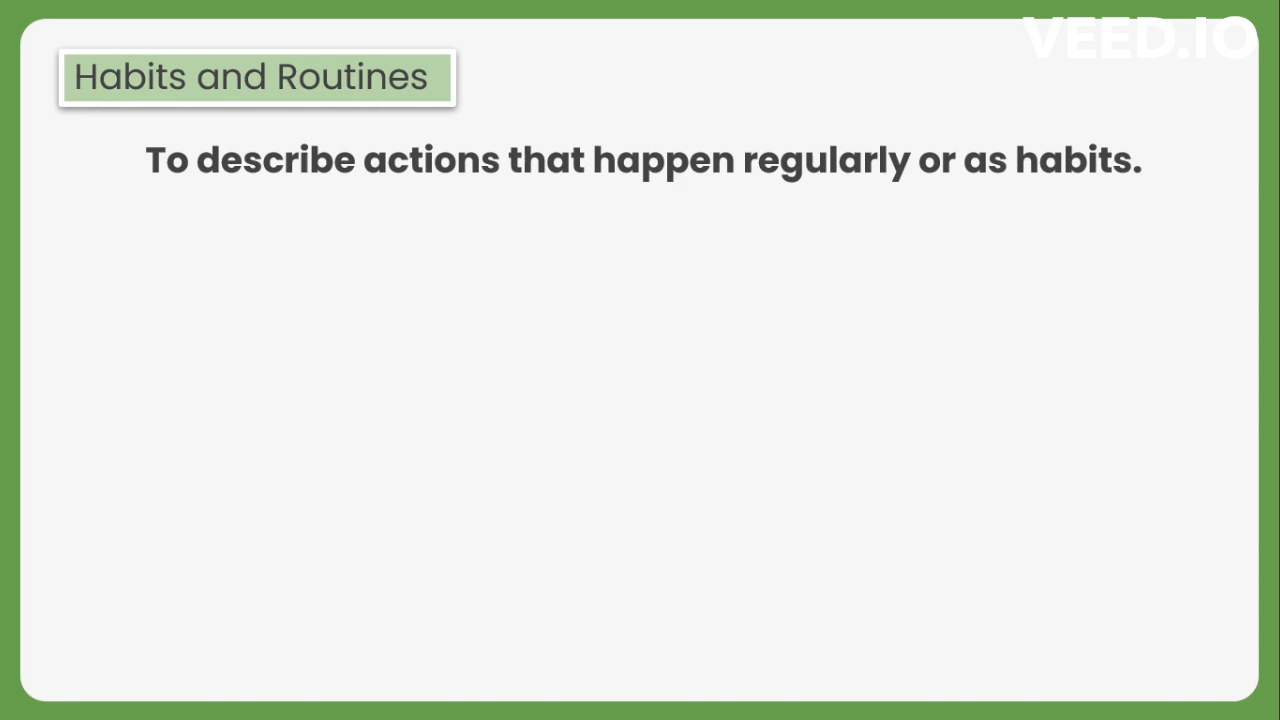 VEED.IO
Habits and Routines
To describe actions that happen regularly or as habits.